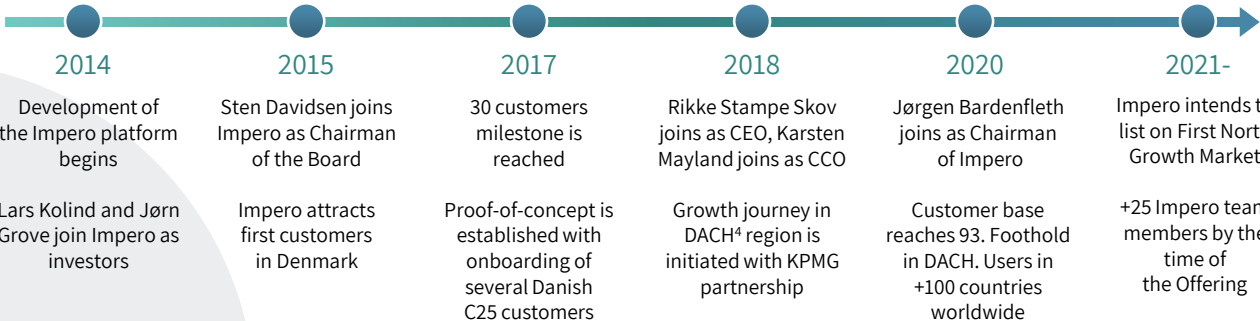 2014
Development of
the Impero platform
begins
Lars Kolind and Jørn
Grove join Impero as
investors
2015
Sten Davidsen joins
Impero as Chairman
of the Board
Impero attracts
first customers
in Denmark
2017
30 customers
milestone is
reached
Proof-of-concept is
established with
onboarding of
several Danish
C25 customers
2018
Rikke Stampe Skov
joins as CEO, Karsten
Mayland joins as CCO
Growth journey in
DACH⁴ region is
initiated with KPMG
partnership
2020
Jørgen Bardenfleth
joins as Chairman
of Impero
Customer base
reaches 93. Foothold
in DACH. Users in
+100 countries
worldwide
2021-
Impero intends
list on First
Growth Market
+25 Impero
members by the
time of
the Offering